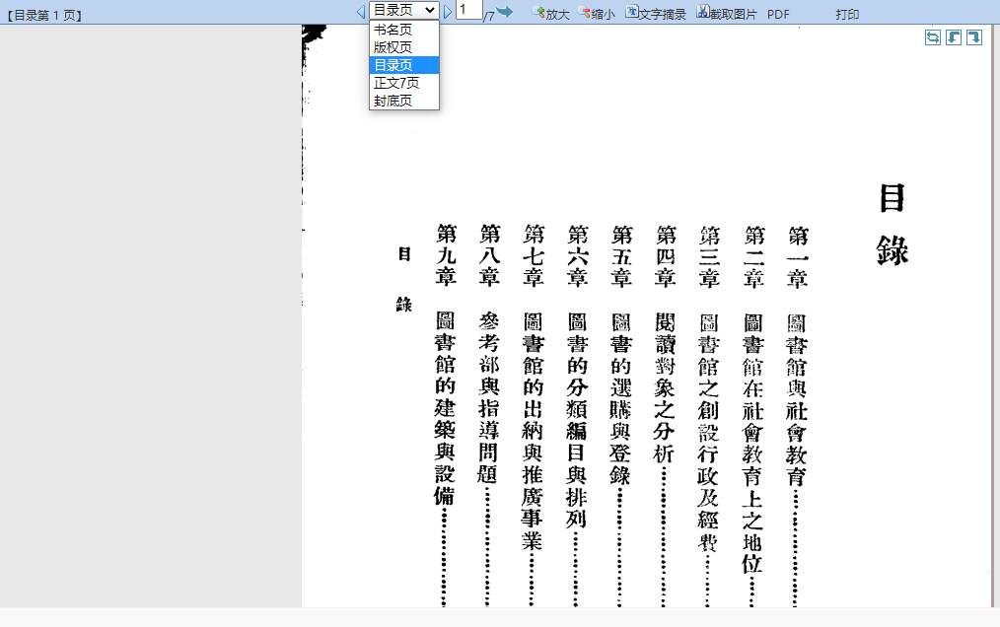 【目录第 1 页】
目录页
1
/7
放大
缩小
文字摘录
截取图片
PDF
打印
书名页
版权页
目录页
正文7页
封底页
目錄
第一章 圖書館與社會教育
第二章 圖書館在社會教育上之地位
第三章 圖書館之創設行政及經費
第四章 閱讀對象之分析
第五章 圖書的選購與登錄
第六章 圖書的分類編目與排列
第七章 圖書館的出納與推廣事業
第八章 參考部與指導問題
第九章 圖書館的建築與設備
目錄